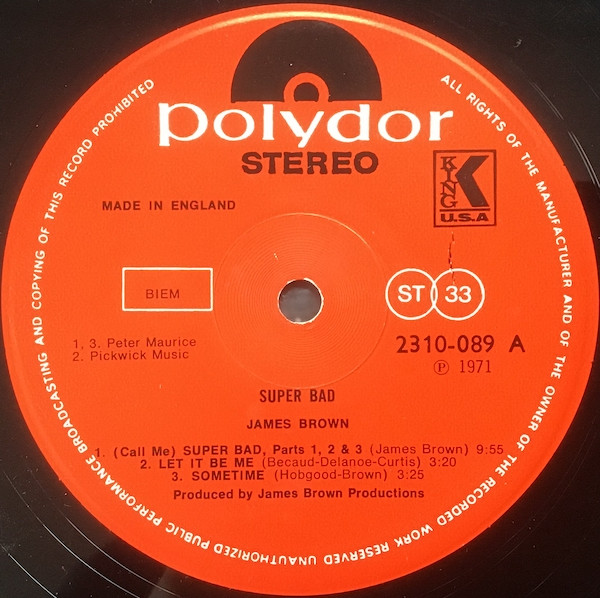 polydor
STEREO
KING
K
U.S.A
MADE IN ENGLAND
BIEM
ST 33
1, 3. Peter Maurice
2. Pickwick Music
2310-089 A
Ⓟ 1971
SUPER BAD
JAMES BROWN
1. (Call Me) SUPER BAD, Parts 1, 2 & 3 (James Brown) 9:55
2. LET IT BE ME (Becaud-Delanoe-Curtis) 3:20
3. SOMETIME (Hobgood-Brown) 3:25
Produced by James Brown Productions
ALL RIGHTS OF THE MANUFACTURER AND OF THE OWNER OF THE RECORDED WORK RESERVED UNAUTHORIZED PUBLIC PERFORMANCE BROADCASTING AND COPYING OF THIS RECORD PROHIBITED